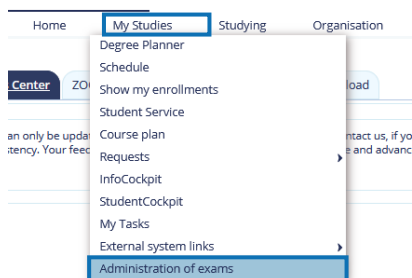 Home My Studies Studying Organisation
Degree Planner
Schedule
Center ZO load
Show my enrollments
Student Service
an only be upda Course plan ntact us, if yo
stency. Your feed Requests e and advanc
InfoCockpit
StudentCockpit
My Tasks
External system links
Administration of exams